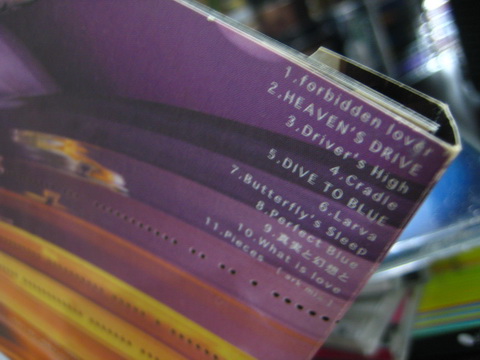 1.forbidden lover
2.HEAVEN'S DRIVE
3.Driver's High
4.Cradle
5.DIVE TO BLUE
6.Larva
7.Butterfly's Sleep
8.Perfect Blue
9.真実と幻想と
10.What is love
11.Pieces